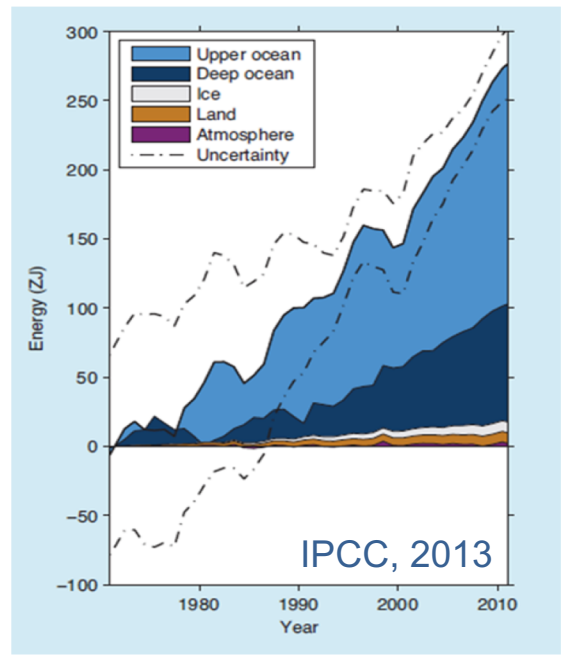 300
250
200
150
100
50
0
−50
−100
Energy (ZJ)
Upper ocean
Deep ocean
Ice
Land
Atmosphere
Uncertainty
IPCC, 2013
1980 1990 2000 2010
Year